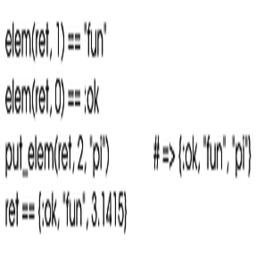 elem(ret, 1) == "fun"
elem(ret, 0) == :ok
put_elem(ret, 2, "pi") # => {:ok, "fun", "pi"}
ret == {:ok, "fun", 3.1415}